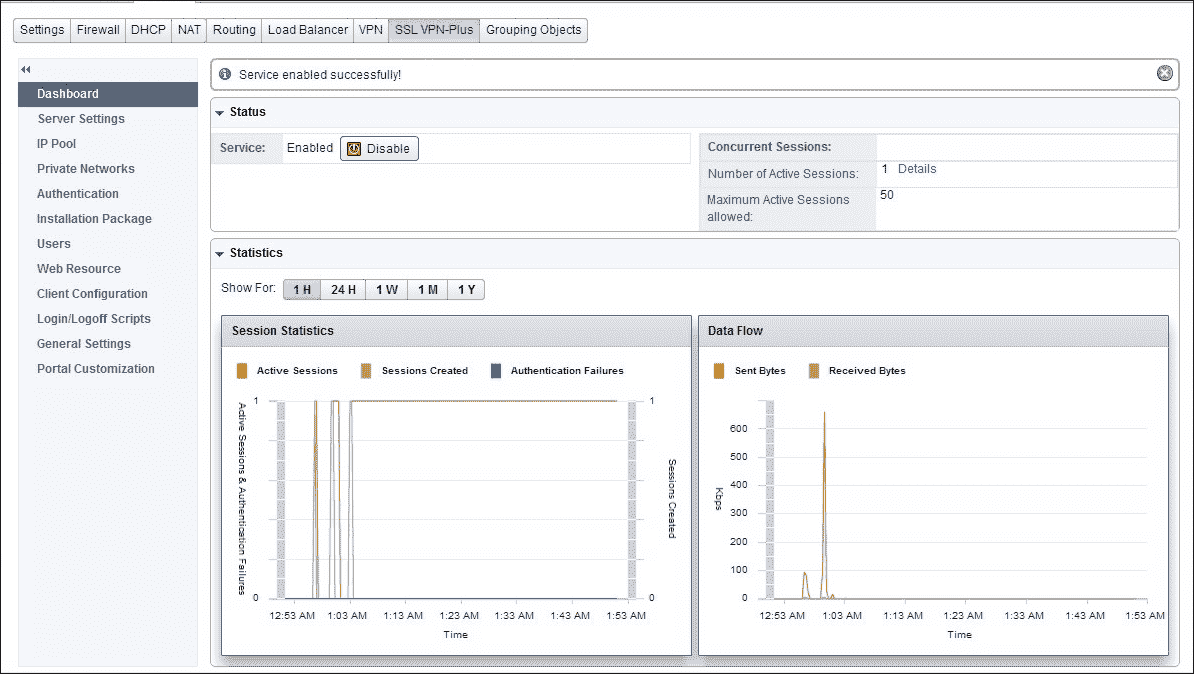 Settings Firewall DHCP NAT Routing Load Balancer VPN SSL VPN-Plus Grouping Objects
Dashboard
Server Settings
IP Pool
Private Networks
Authentication
Installation Package
Users
Web Resource
Client Configuration
Login/Logoff Scripts
General Settings
Portal Customization
Service enabled successfully!
Status
Service: Enabled Disable
Concurrent Sessions:
Number of Active Sessions: 1 Details
Maximum Active Sessions
allowed: 50
Statistics
Show For: 1 H 24 H 1 W 1 M 1 Y
Session Statistics
Active Sessions Sessions Created Authentication Failures
Active Sessions & Authentication Failures
1
0
1
0
Sessions Created
12:53 AM 1:03 AM 1:13 AM 1:23 AM 1:33 AM 1:43 AM 1:53 AM
Time
Data Flow
Sent Bytes Received Bytes
Kbps
600
500
400
300
200
100
0
12:53 AM 1:03 AM 1:13 AM 1:23 AM 1:33 AM 1:43 AM 1:53 AM
Time